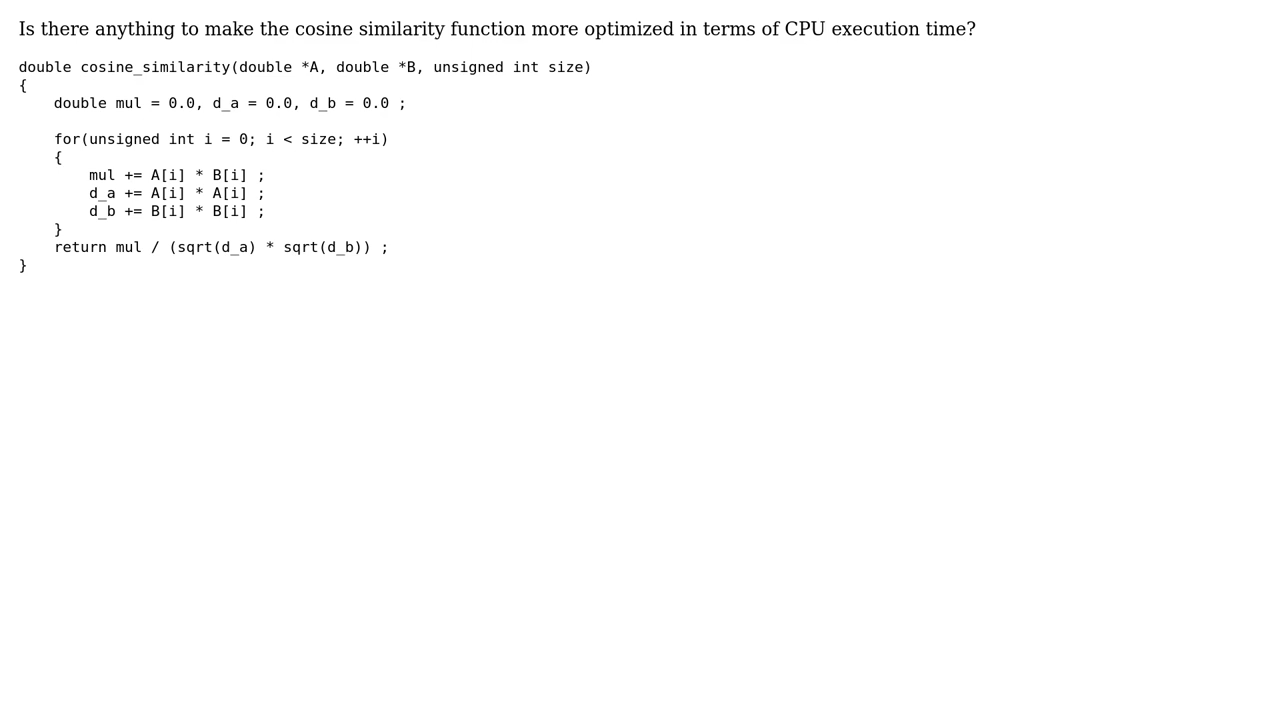 Is there anything to make the cosine similarity function more optimized in terms of CPU execution time?
double cosine_similarity(double *A, double *B, unsigned int size)
{
    double mul = 0.0, d_a = 0.0, d_b = 0.0 ;

    for(unsigned int i = 0; i < size; ++i)
    {
        mul += A[i] * B[i] ;
        d_a += A[i] * A[i] ;
        d_b += B[i] * B[i] ;
    }
    return mul / (sqrt(d_a) * sqrt(d_b)) ;
}